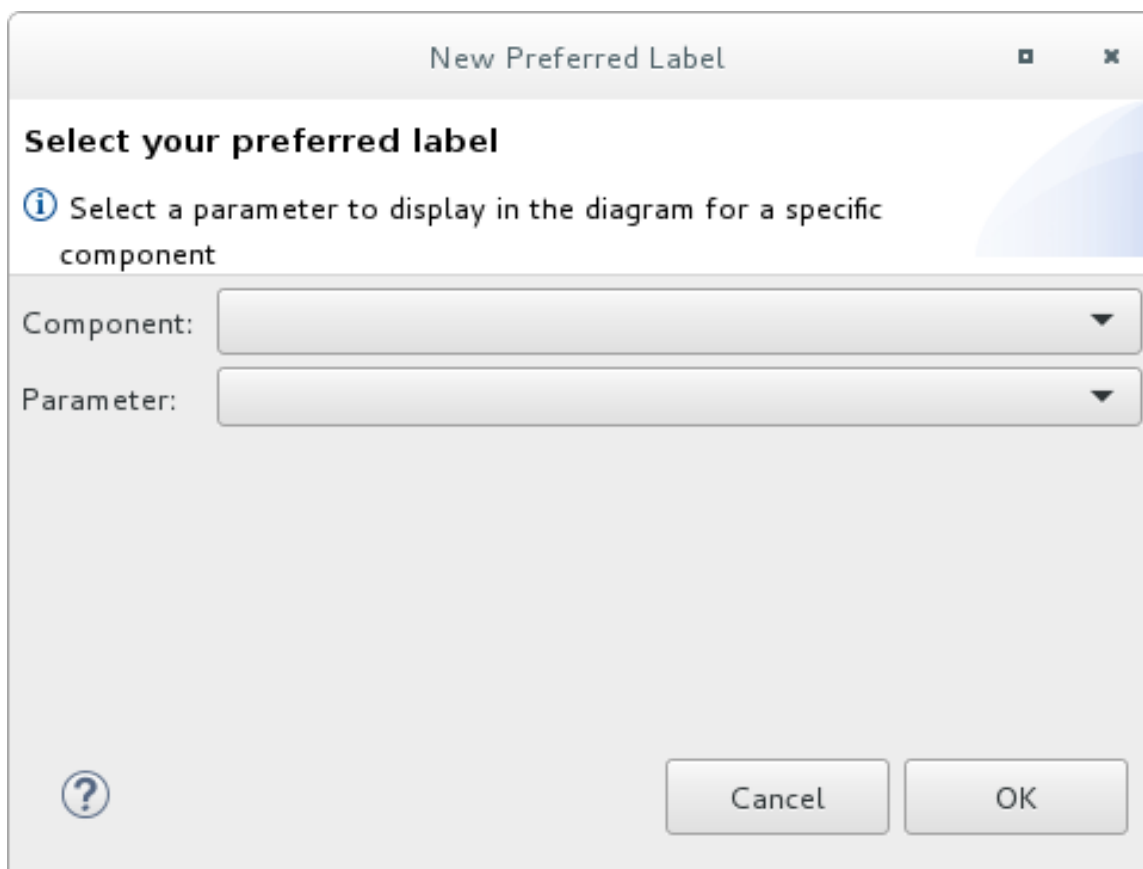 New Preferred Label
Select your preferred label
Select a parameter to display in the diagram for a specific
component
Component:
Parameter:
Cancel
OK